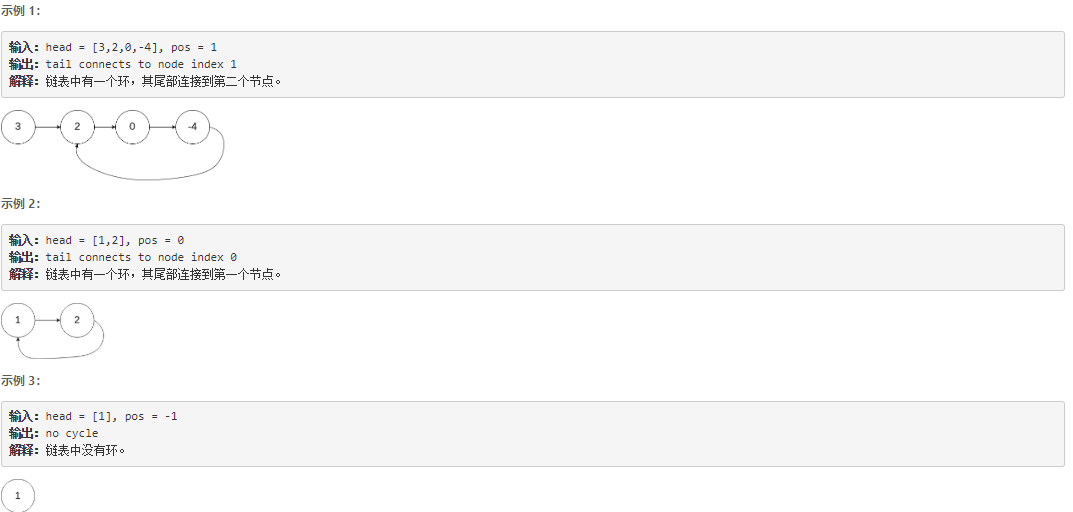 示例 1：
输入：head = [3,2,0,-4], pos = 1
输出：tail connects to node index 1
解释：链表中有一个环，其尾部连接到第二个节点。
3 2 0 -4
示例 2：
输入：head = [1,2], pos = 0
输出：tail connects to node index 0
解释：链表中有一个环，其尾部连接到第一个节点。
1 2
示例 3：
输入：head = [1], pos = -1
输出：no cycle
解释：链表中没有环。
1